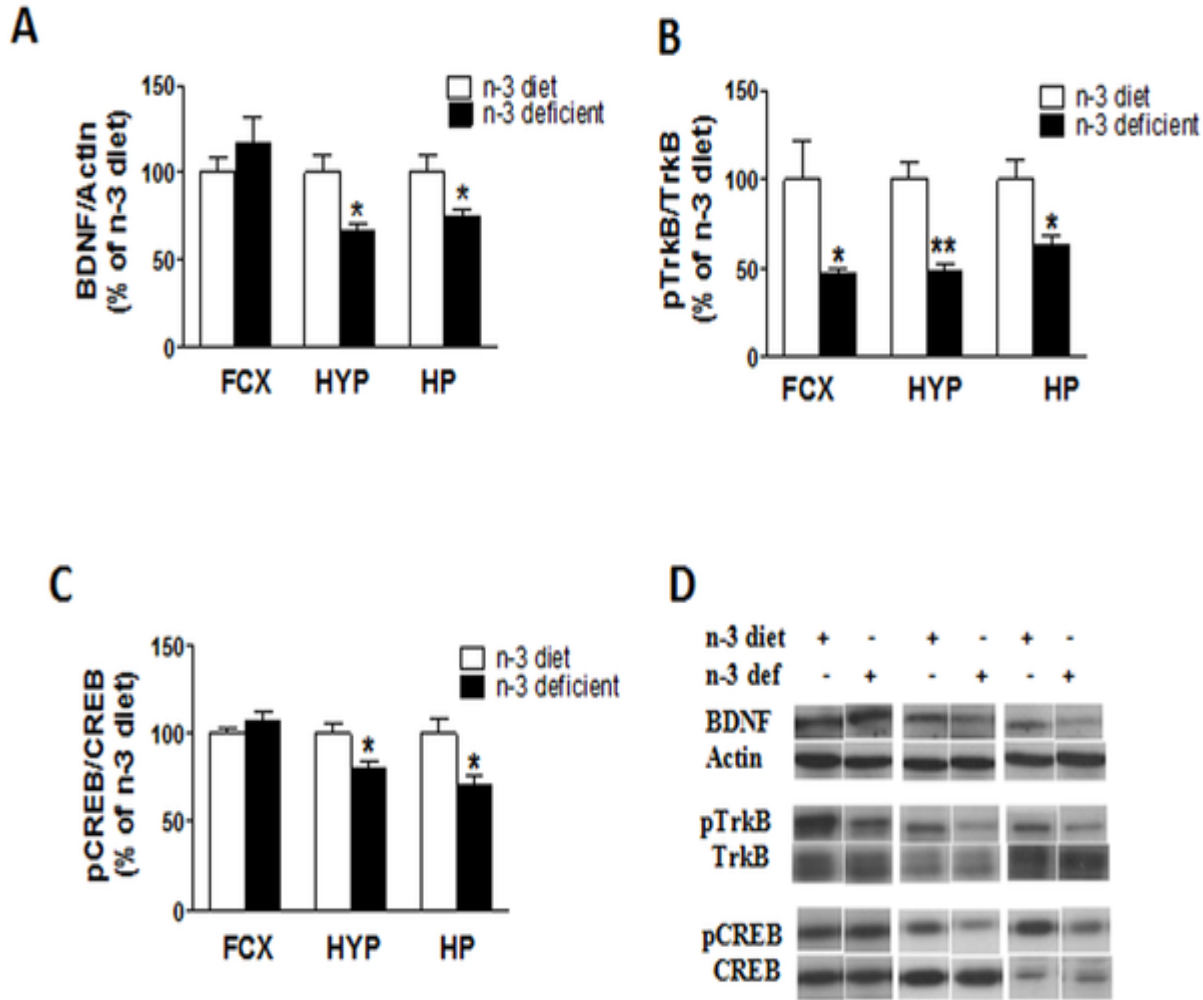 A
150
100
50
0
BDNF/Actin
(% of n-3 diet)
n-3 diet
n-3 deficient
*
*
FCX HYP HP
B
150
100
50
0
pTrkB/TrkB
(% of n-3 diet)
n-3 diet
n-3 deficient
*
**
*
FCX HYP HP
C
150
100
50
0
pCREB/CREB
(% of n-3 diet)
n-3 diet
n-3 deficient
*
*
FCX HYP HP
D
n-3 diet + - + - + -
n-3 def - + - + - +
BDNF
Actin
pTrkB
TrkB
pCREB
CREB